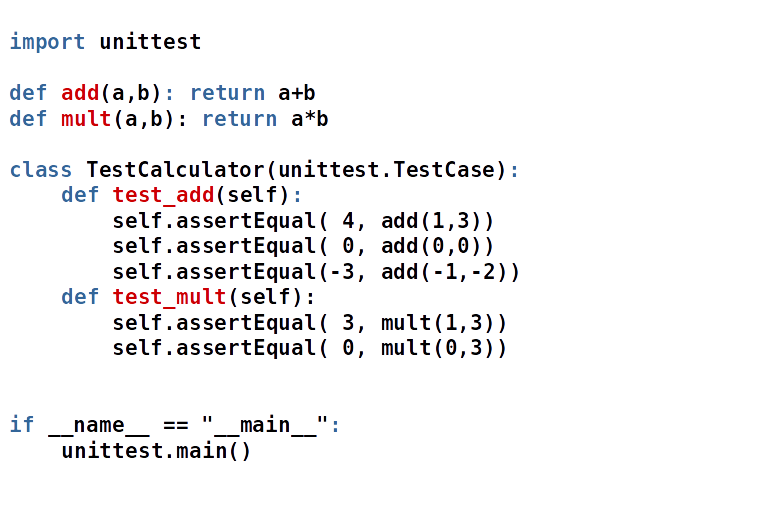 import unittest

def add(a,b): return a+b
def mult(a,b): return a*b

class TestCalculator(unittest.TestCase):
    def test_add(self):
        self.assertEqual( 4, add(1,3))
        self.assertEqual( 0, add(0,0))
        self.assertEqual(-3, add(-1,-2))
    def test_mult(self):
        self.assertEqual( 3, mult(1,3))
        self.assertEqual( 0, mult(0,3))


if __name__ == "__main__":
    unittest.main()